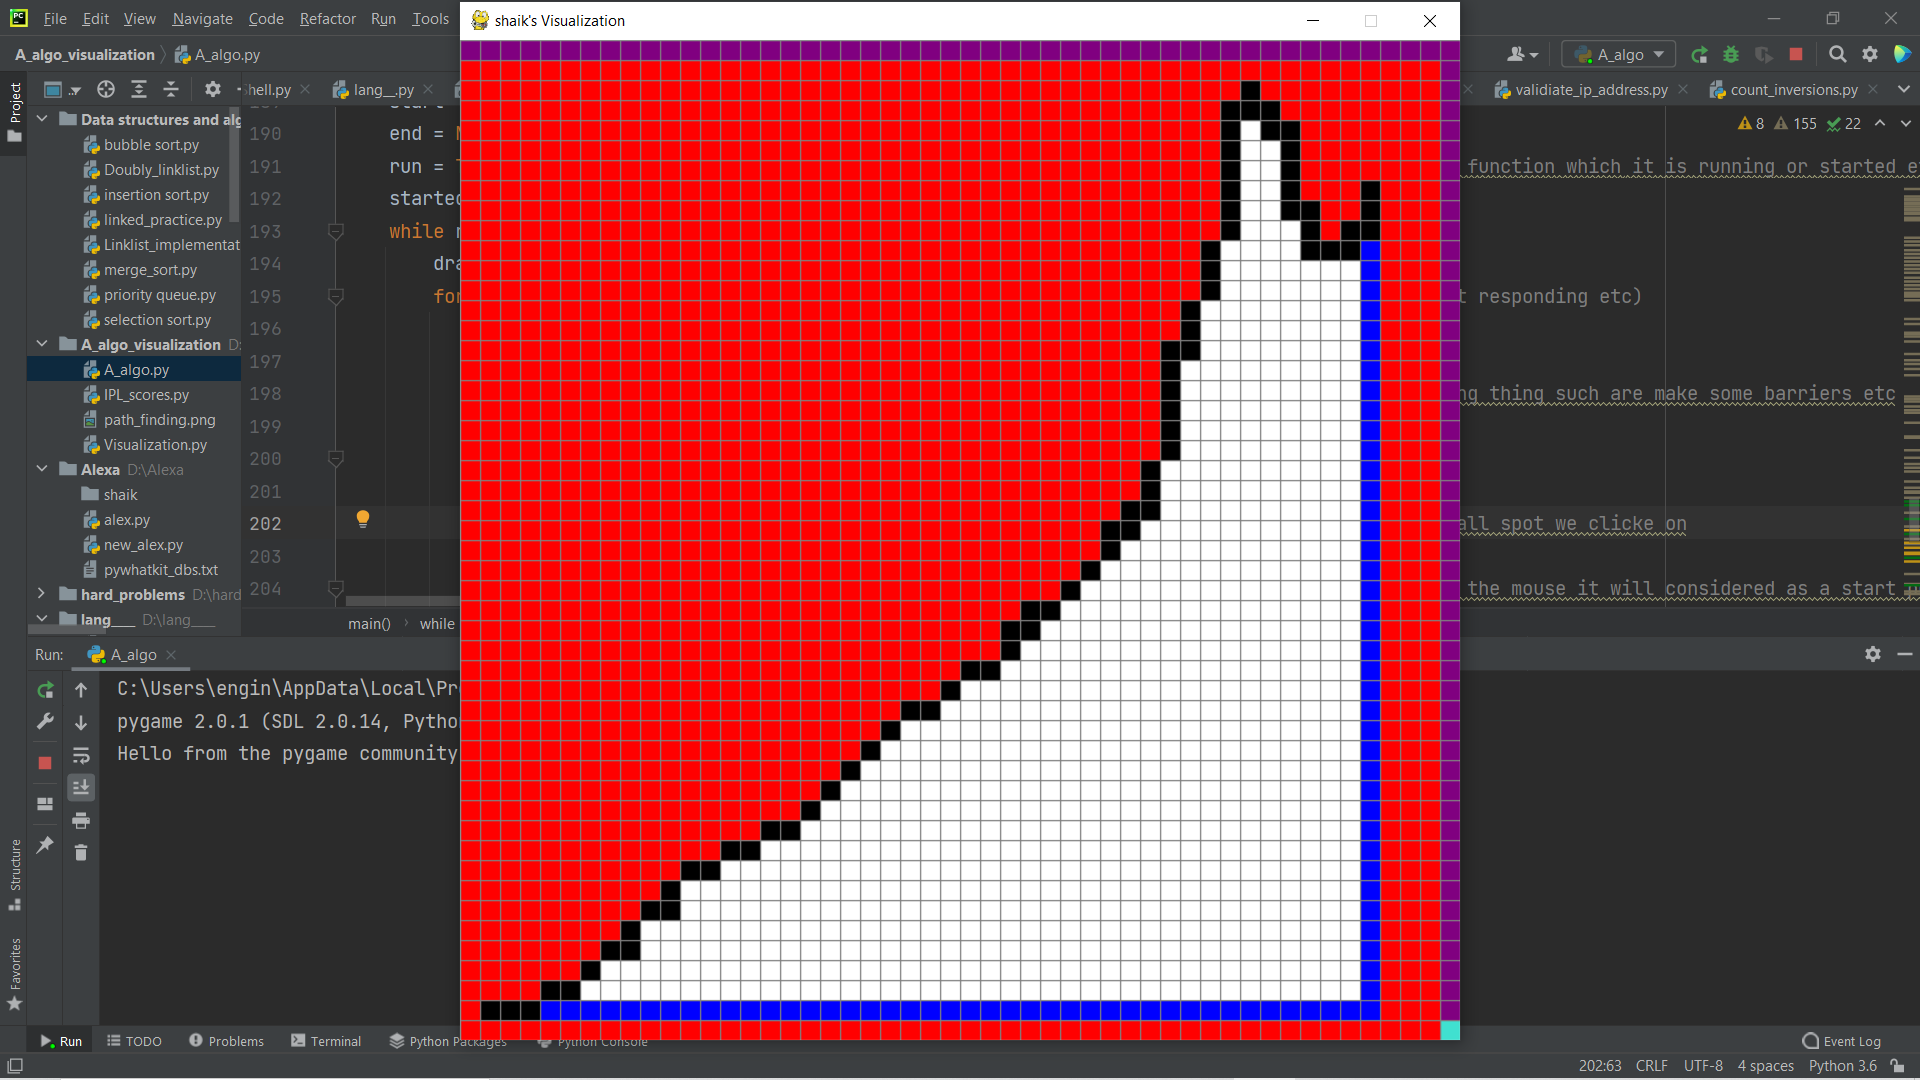 PC File Edit View Navigate Code Refactor Run Tools
shaik's Visualization
A_algo_visualization A_algo.py
A_algo
Project
hell.py lang__.py
validiate_ip_address.py count_inversions.py
Data structures and alg
bubble sort.py
Doubly_linklist.py
insertion sort.py
linked_practice.py
Linklist_implementat
merge_sort.py
priority queue.py
selection sort.py
A_algo_visualization D:
A_algo.py
IPL_scores.py
path_finding.png
Visualization.py
Alexa D:\Alexa
shaik
alex.py
new_alex.py
pywhatkit_dbs.txt
hard_problems D:\hard
lang___ D:\lang___
190 end =
191 run =
192 started
193 while
194 dra
195 for
196
197
198
199
200
201
202
203
204
8 155 22
function which it is running or started e
t responding etc)
ng thing such are make some barriers etc
all spot we clicke on
the mouse it will considered as a start
main() while
Run: A_algo
C:\Users\engin\AppData\Local\Pr
pygame 2.0.1 (SDL 2.0.14, Pytho
Hello from the pygame community
Structure
Favorites
Run TODO Problems Terminal Python Packages Python Console
Event Log
202:63 CRLF UTF-8 4 spaces Python 3.6